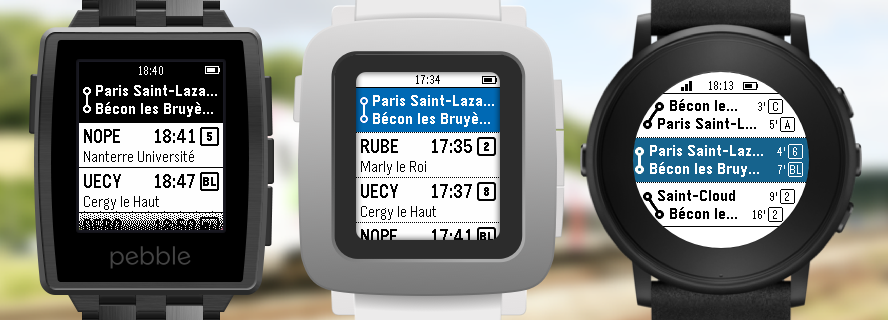 18:40
Paris Saint-Laza...
Bécon les Bruyè...
NOPE 18:41 5
Nanterre Université
UECY 18:47 BL
Cergy le Haut
pebble
17:34
Paris Saint-Laza...
Bécon les Bruyè...
RUBE 17:35 2
Marly le Roi
UECY 17:37 8
Cergy le Haut
NOPE 17:41 BL
18:13
Bécon le... 3' C
Paris Saint-L... 5' A
Paris Saint-Laz... 4' 6
Bécon les Bruy... 7' BL
Saint-Cloud 9' 2
Bécon le... 16' 2